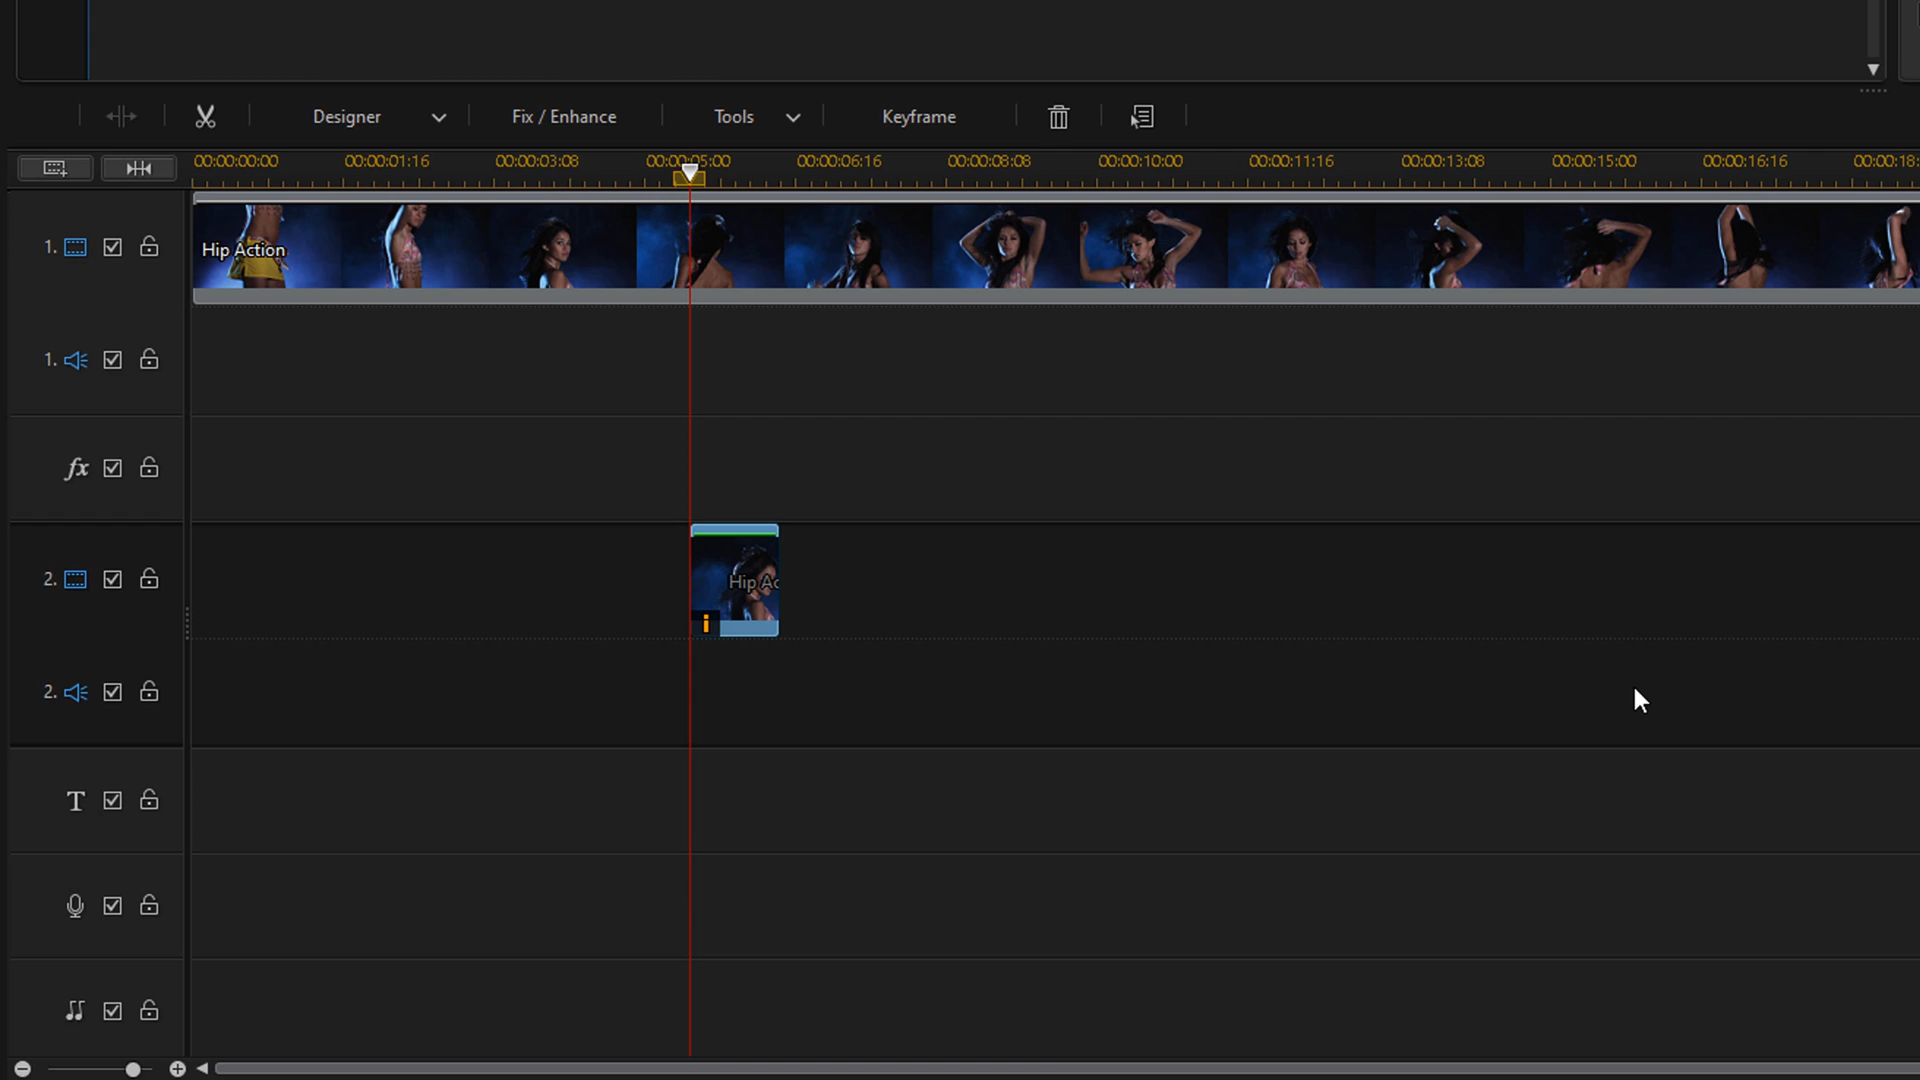 Designer Fix / Enhance Tools Keyframe
00:00:00:00 00:00:01:16 00:00:03:08 00:00:05:00 00:00:06:16 00:00:08:08 00:00:10:00 00:00:11:16 00:00:13:08 00:00:15:00 00:00:16:16 00:00:18:
1.
Hip Action
1.
fx
2.
Hip Ac
i
2.
T